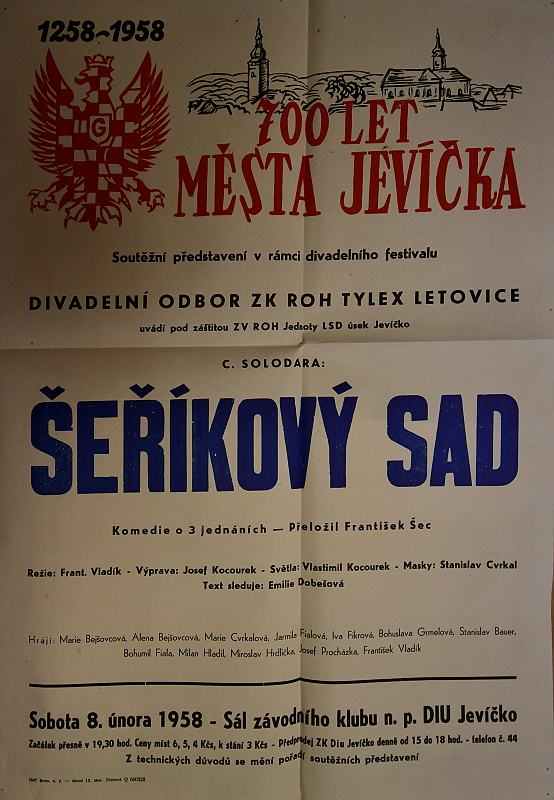 1258-1958
G
700 LET
MĚSTA JEVÍČKA
Soutěžní představení v rámci divadelního festivalu
DIVADELNÍ ODBOR ZK ROH TYLEX LETOVICE
uvádí pod záštitou ZV ROH Jednoty LSD úsek Jevíčko
C. SOLODARA:
ŠEŘÍKOVÝ SAD
Komedie o 3 jednáních — Přeložil František Šec
Režie: Frant. Vladík - Výprava: Josef Kocourek - Světla: Vlastimil Kocourek - Masky: Stanislav Cvrkal
Text sleduje: Emilie Dobešová
Hrají: Marie Bejšovcová, Alena Bejšovcová, Marie Cvrkalová, Jarmila Fialová, Iva Fikrová, Bohuslava Grmelová, Stanislav Bauer,
Bohumil Fiala, Milan Hladil, Miroslav Hrdlička, Josef Procházka, František Vladík
Sobota 8. února 1958 - Sál závodního klubu n. p. DIU Jevíčko
Začátek přesně v 19,30 hod. Ceny míst 6, 5, 4 Kčs, k stání 3 Kčs - Předprodej ZK Diu Jevíčko denně od 15 do 18 hod. - telefon č. 44
Z technických důvodů se mění pořadí soutěžních představení
Brno, n. p. — závod